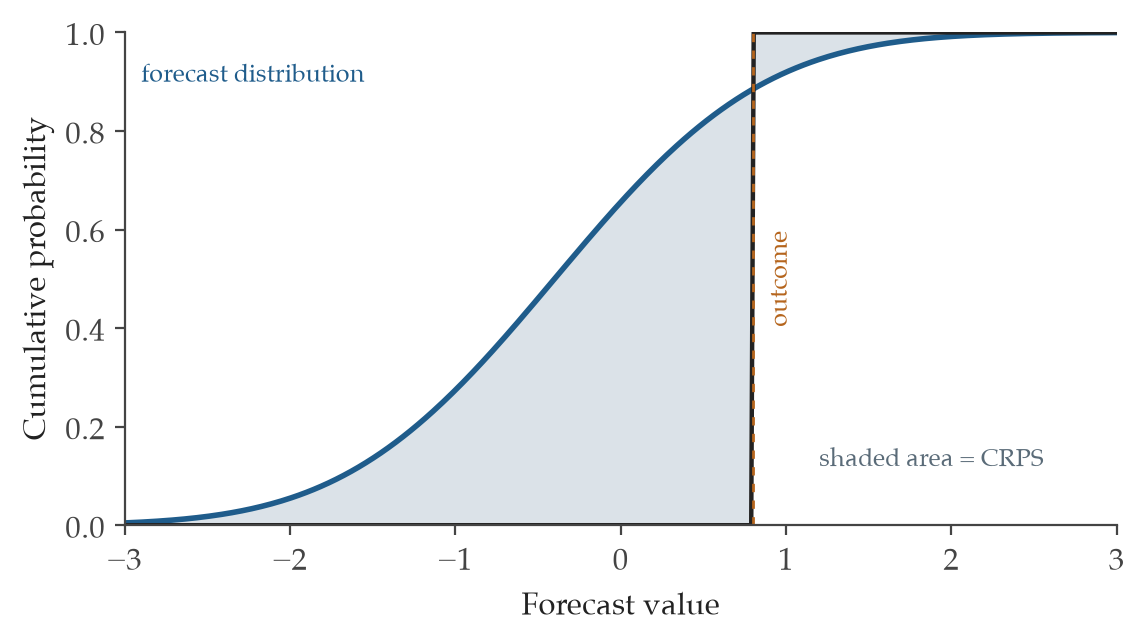 1.0
0.8
0.6
0.4
0.2
0.0
Cumulative probability
forecast distribution
outcome
shaded area = CRPS
−3 −2 −1 0 1 2 3
Forecast value